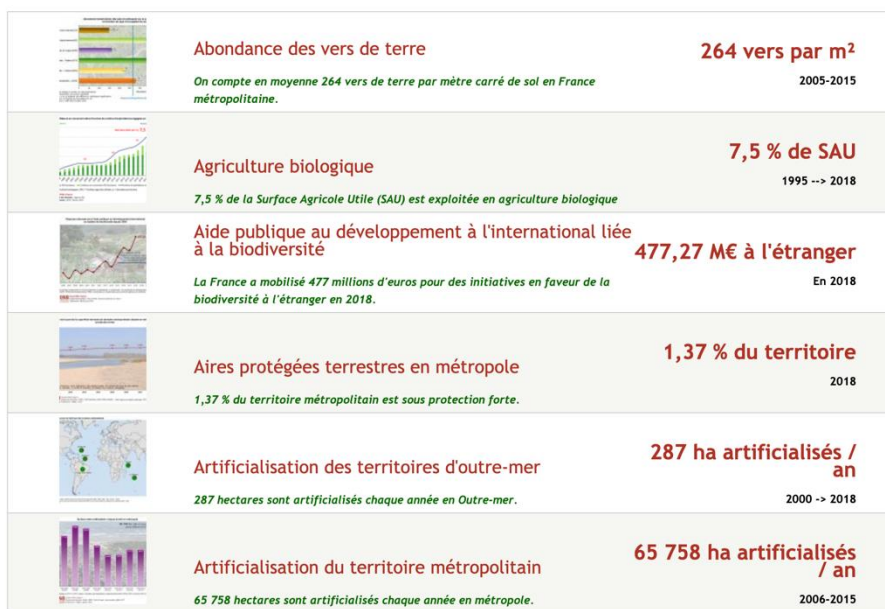 Abondance des vers de terre
264 vers par m²
On compte en moyenne 264 vers de terre par mètre carré de sol en France
métropolitaine.
2005-2015
Agriculture biologique
7,5 % de SAU
7,5 % de la Surface Agricole Utile (SAU) est exploitée en agriculture biologique
1995 --> 2018
Aide publique au développement à l'international liée
à la biodiversité
477,27 M€ à l'étranger
La France a mobilisé 477 millions d'euros pour des initiatives en faveur de la
biodiversité à l'étranger en 2018.
En 2018
Aires protégées terrestres en métropole
1,37 % du territoire
1,37 % du territoire métropolitain est sous protection forte.
2018
Artificialisation des territoires d'outre-mer
287 ha artificialisés /
an
287 hectares sont artificialisés chaque année en Outre-mer.
2000 -> 2018
Artificialisation du territoire métropolitain
65 758 ha artificialisés
/ an
65 758 hectares sont artificialisés chaque année en métropole.
2006-2015